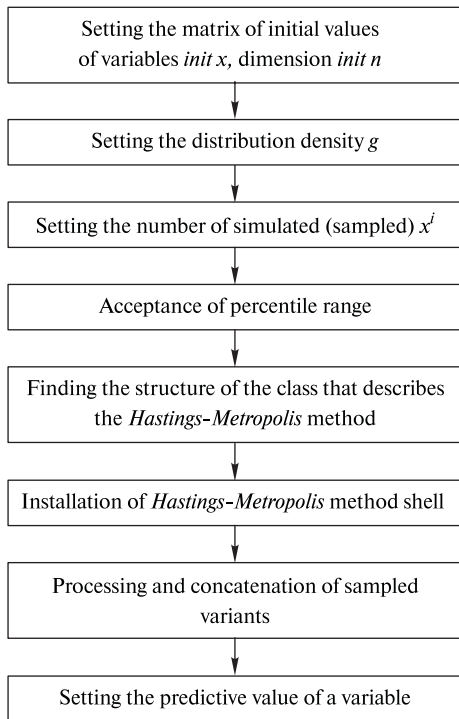 Setting the matrix of initial values
of variables init x, dimension init n
Setting the distribution density g
Setting the number of simulated (sampled) xⁱ
Acceptance of percentile range
Finding the structure of the class that describes
the Hastings–Metropolis method
Installation of Hastings–Metropolis method shell
Processing and concatenation of sampled
variants
Setting the predictive value of a variable